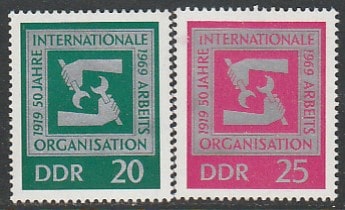 INTERNATIONALE
1919 50 JAHRE
1969 ARBEITS
ORGANISATION
DDR 20
INTERNATIONALE
1919 50 JAHRE
1969 ARBEITS
ORGANISATION
DDR 25